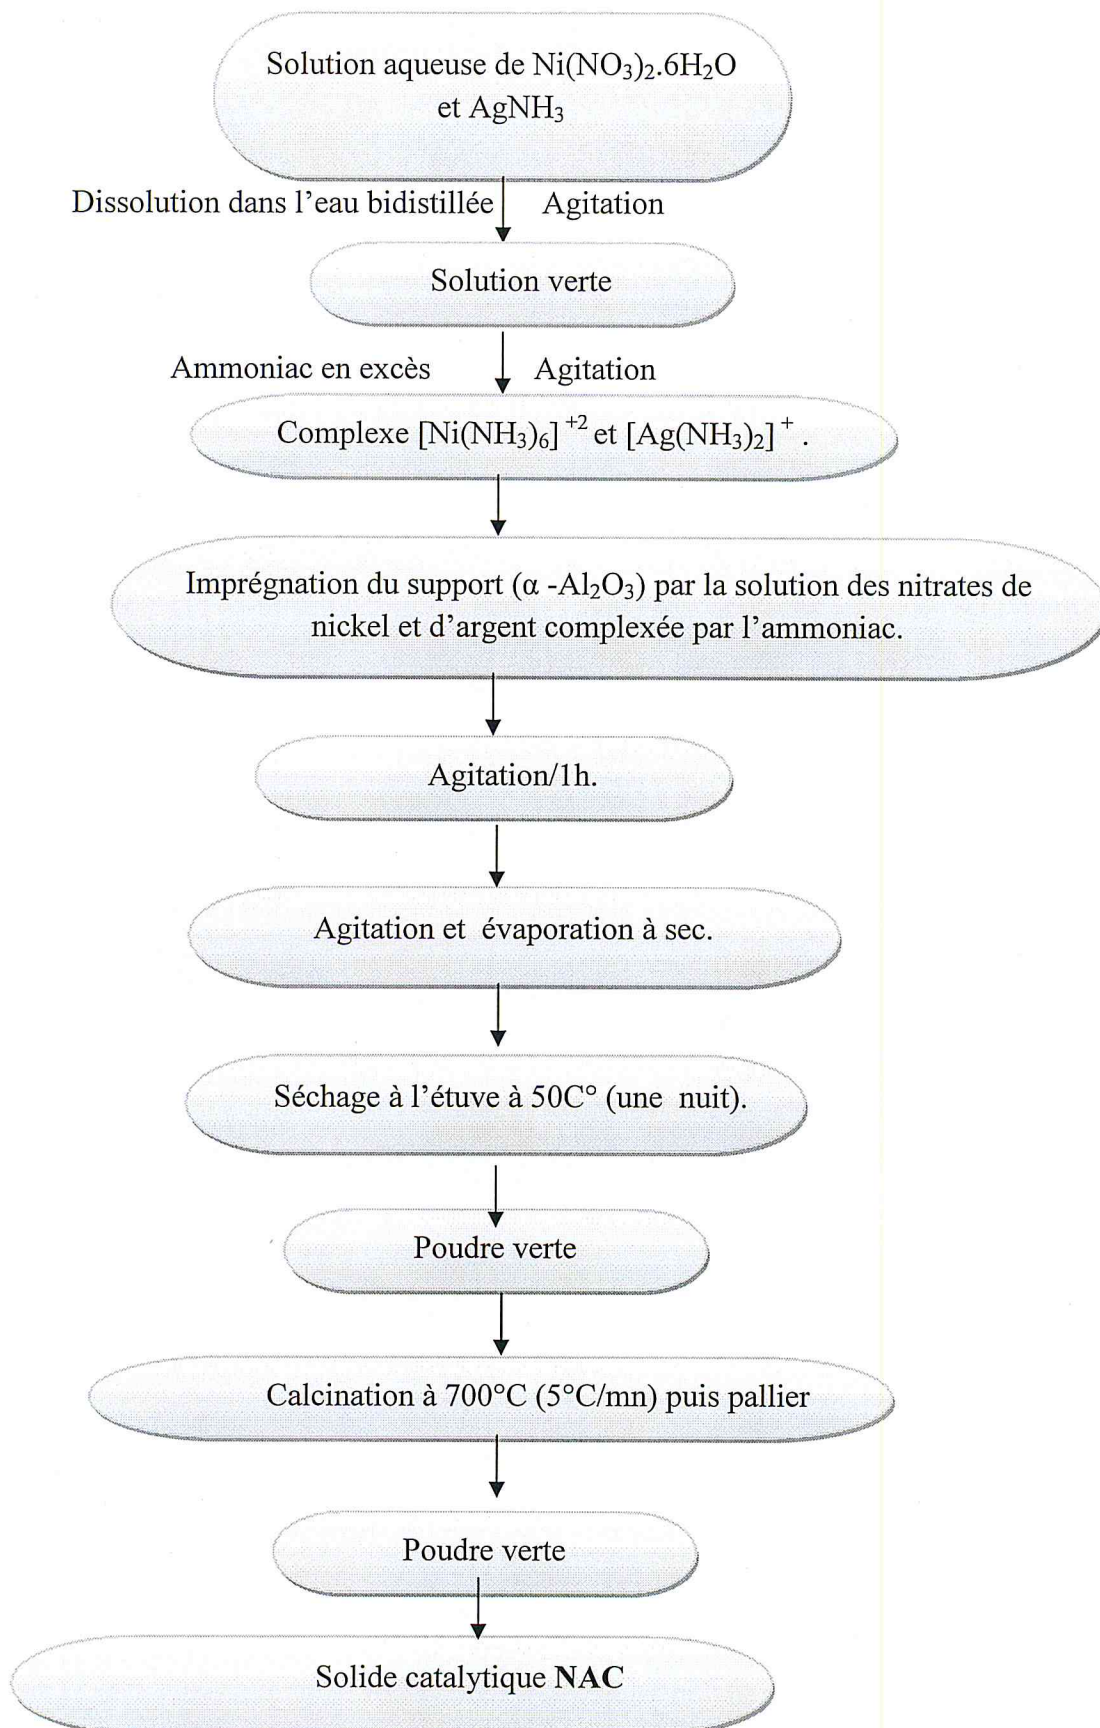 Solution aqueuse de Ni(NO₃)₂.6H₂O
et AgNH₃
Dissolution dans l'eau bidistillée Agitation
Solution verte
Ammoniac en excès Agitation
Complexe [Ni(NH₃)₆]⁺² et [Ag(NH₃)₂]⁺.
Imprégnation du support (α -Al₂O₃) par la solution des nitrates de
nickel et d'argent complexée par l'ammoniac.
Agitation/1h.
Agitation et évaporation à sec.
Séchage à l'étuve à 50C° (une nuit).
Poudre verte
Calcination à 700°C (5°C/mn) puis pallier
Poudre verte
Solide catalytique NAC